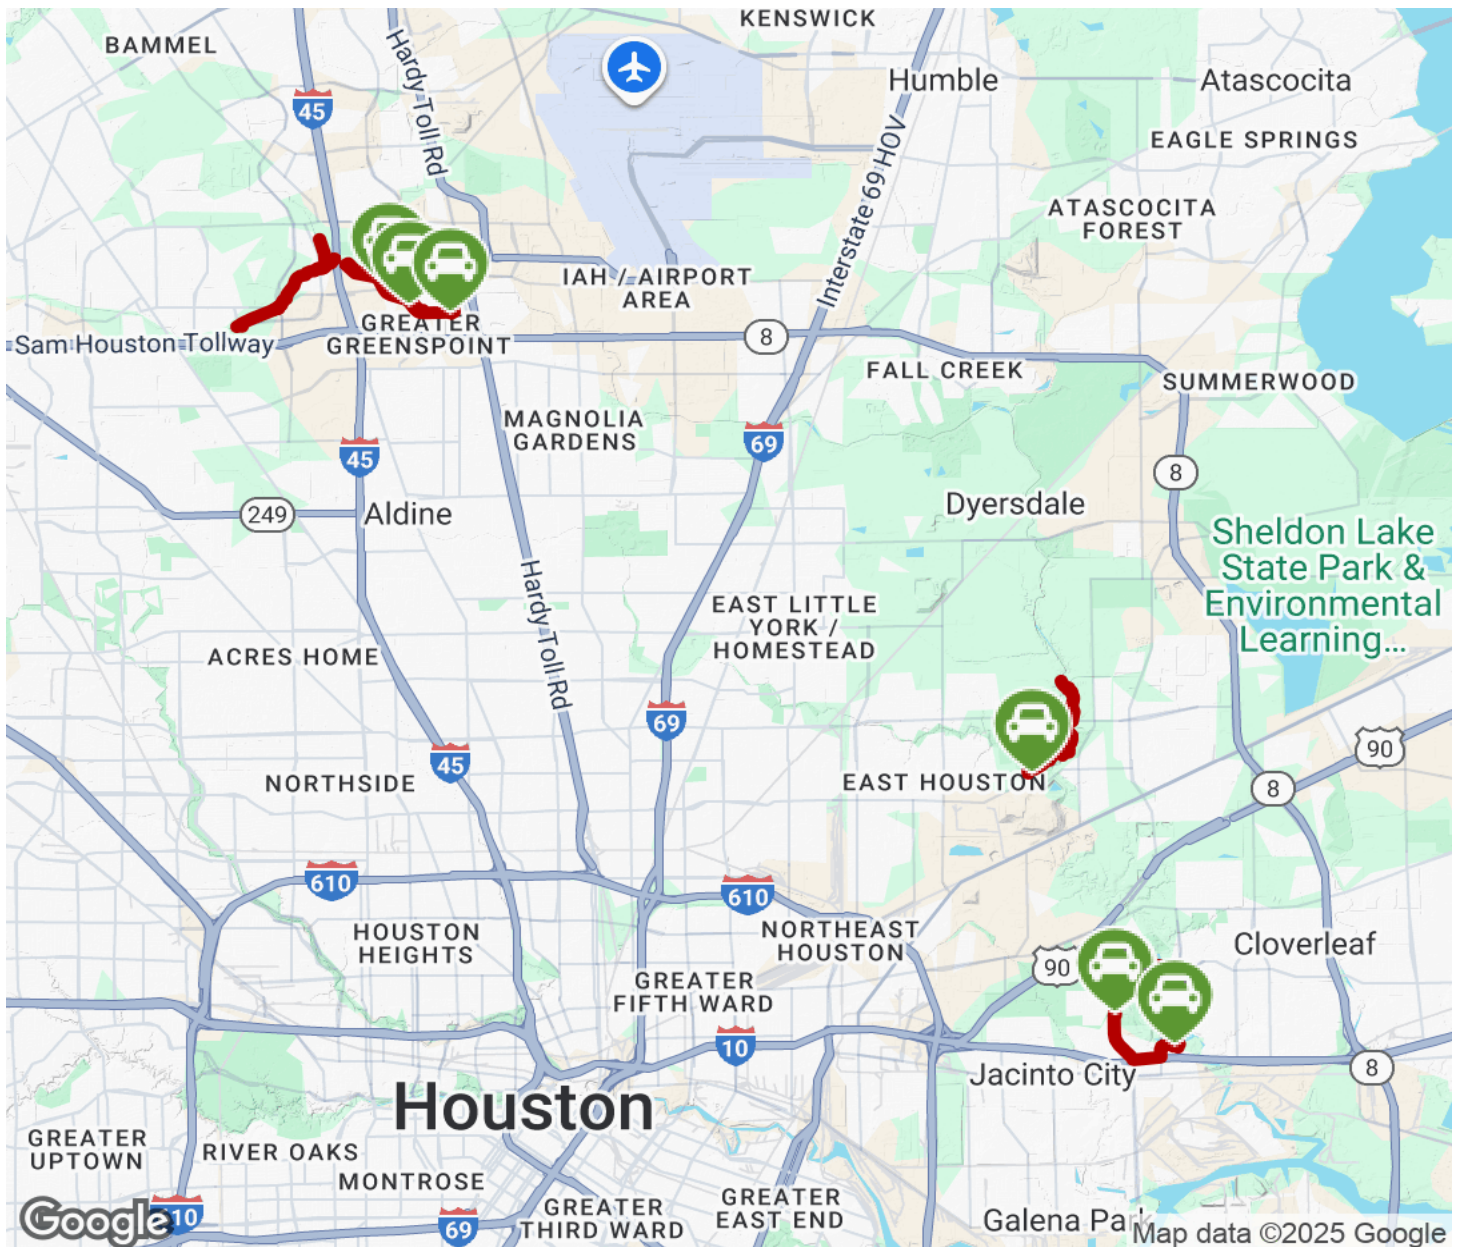 KENSWICK
BAMMEL
Hardy Toll Rd
Humble
Atascocita
45
EAGLE SPRINGS
Interstate 69 HOV
ATASCOCITA
FOREST
IAH / AIRPORT
AREA
GREATER
GREENSPOINT
Sam Houston Tollway
8
FALL CREEK
SUMMERWOOD
MAGNOLIA
GARDENS
69
45
8
249
Aldine
Dyersdale
Sheldon Lake
State Park &
Environmental
Learning...
Hardy Toll Rd
EAST LITTLE
YORK /
HOMESTEAD
ACRES HOME
69
90
45
NORTHSIDE
EAST HOUSTON
8
610
610
HOUSTON
HEIGHTS
NORTHEAST
HOUSTON
Cloverleaf
90
GREATER
FIFTH WARD
10
Jacinto City
8
Houston
GREATER
UPTOWN
RIVER OAKS
MONTROSE
GREATER
THIRD WARD
GREATER
EAST END
69
10
Galena Park
Google
Map data ©2025 Google